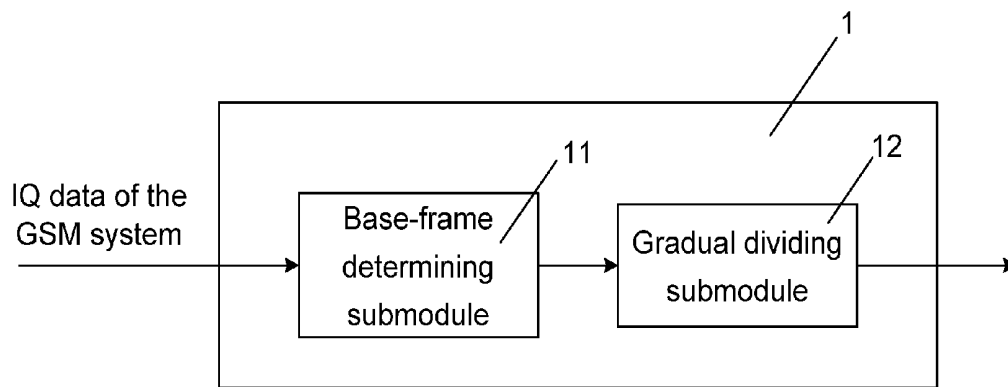 1
11
12
IQ data of the
GSM system
Base-frame
determining
submodule
Gradual dividing
submodule